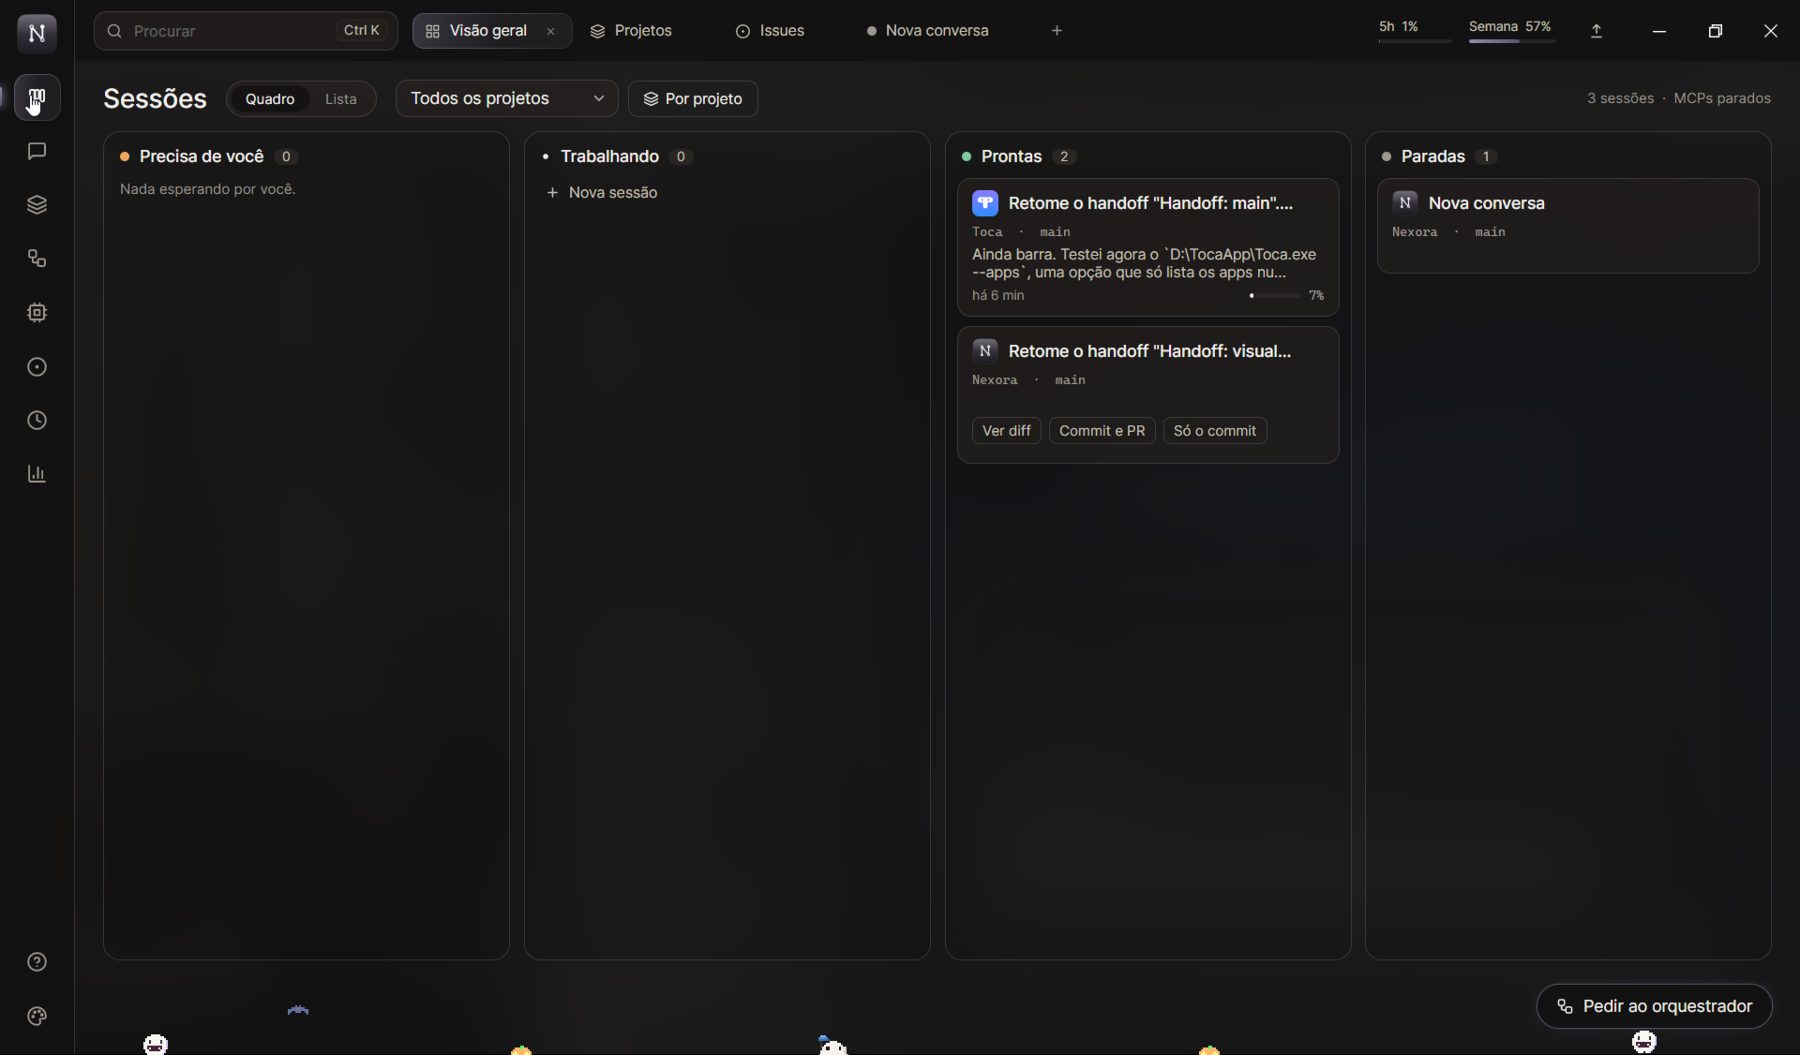 N
Procurar
Ctrl K
Visão geral
Projetos
Issues
Nova conversa
5h 1%
Semana 57%
Sessões
Quadro
Lista
Todos os projetos
Por projeto
3 sessões · MCPs parados
Precisa de você 0
Nada esperando por você.
Trabalhando 0
+ Nova sessão
Prontas 2
Retome o handoff "Handoff: main"....
Toca · main
Ainda barra. Testei agora o `D:\TocaApp\Toca.exe
--apps`, uma opção que só lista os apps nu...
há 6 min
7%
N
Retome o handoff "Handoff: visual...
Nexora · main
Ver diff
Commit e PR
Só o commit
Paradas 1
N
Nova conversa
Nexora · main
Pedir ao orquestrador